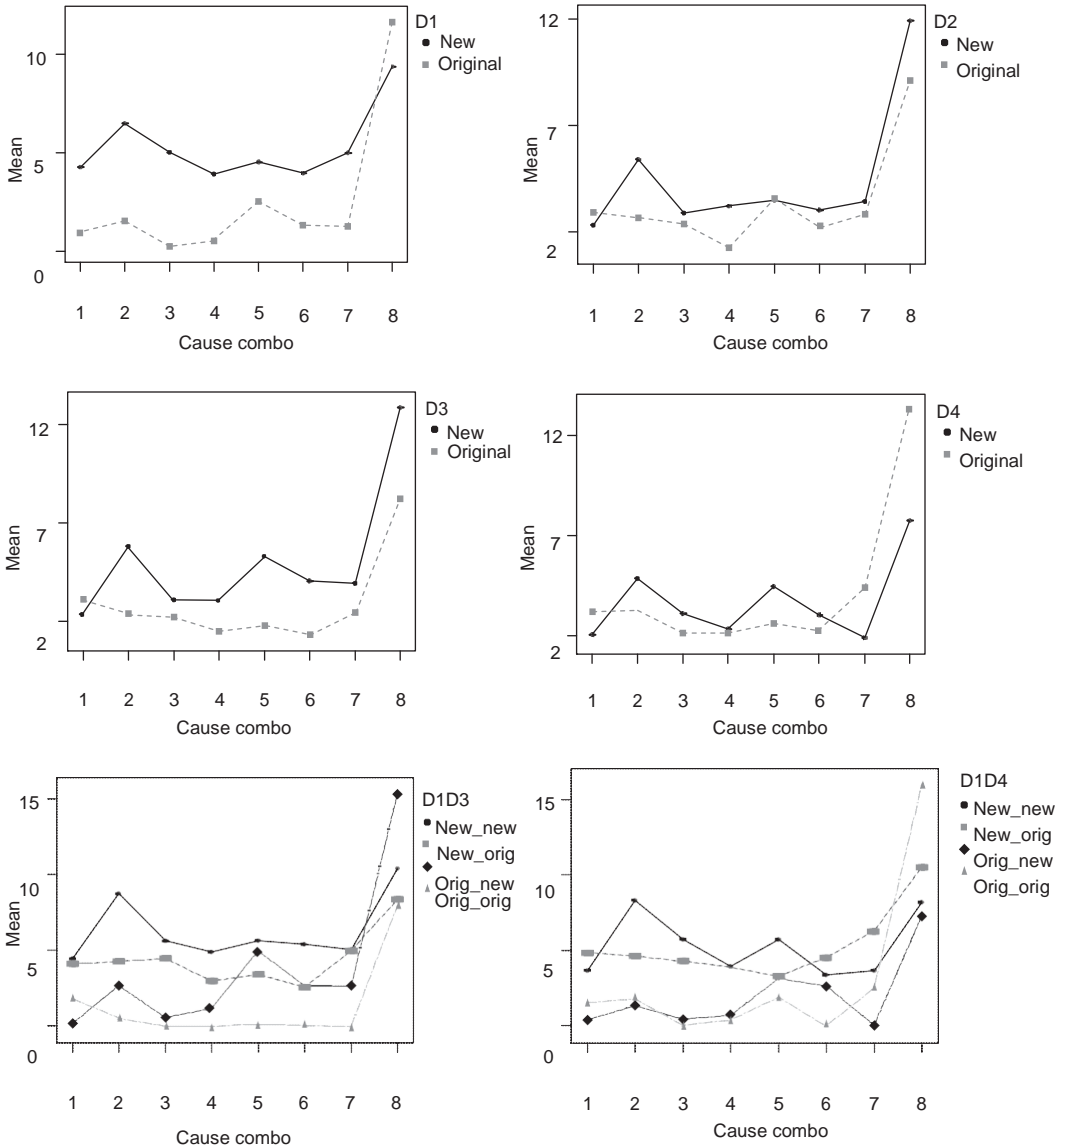 D1
New
Original
10
5
0
Mean
1 2 3 4 5 6 7 8
Cause combo
D2
New
Original
12
7
2
Mean
1 2 3 4 5 6 7 8
Cause combo
D3
New
Original
12
7
2
Mean
1 2 3 4 5 6 7 8
Cause combo
D4
New
Original
12
7
2
Mean
1 2 3 4 5 6 7 8
Cause combo
D1D3
New_new
New_orig
Orig_new
Orig_orig
15
10
5
0
Mean
1 2 3 4 5 6 7 8
Cause combo
D1D4
New_new
New_orig
Orig_new
Orig_orig
15
10
5
0
1 2 3 4 5 6 7 8
Cause combo